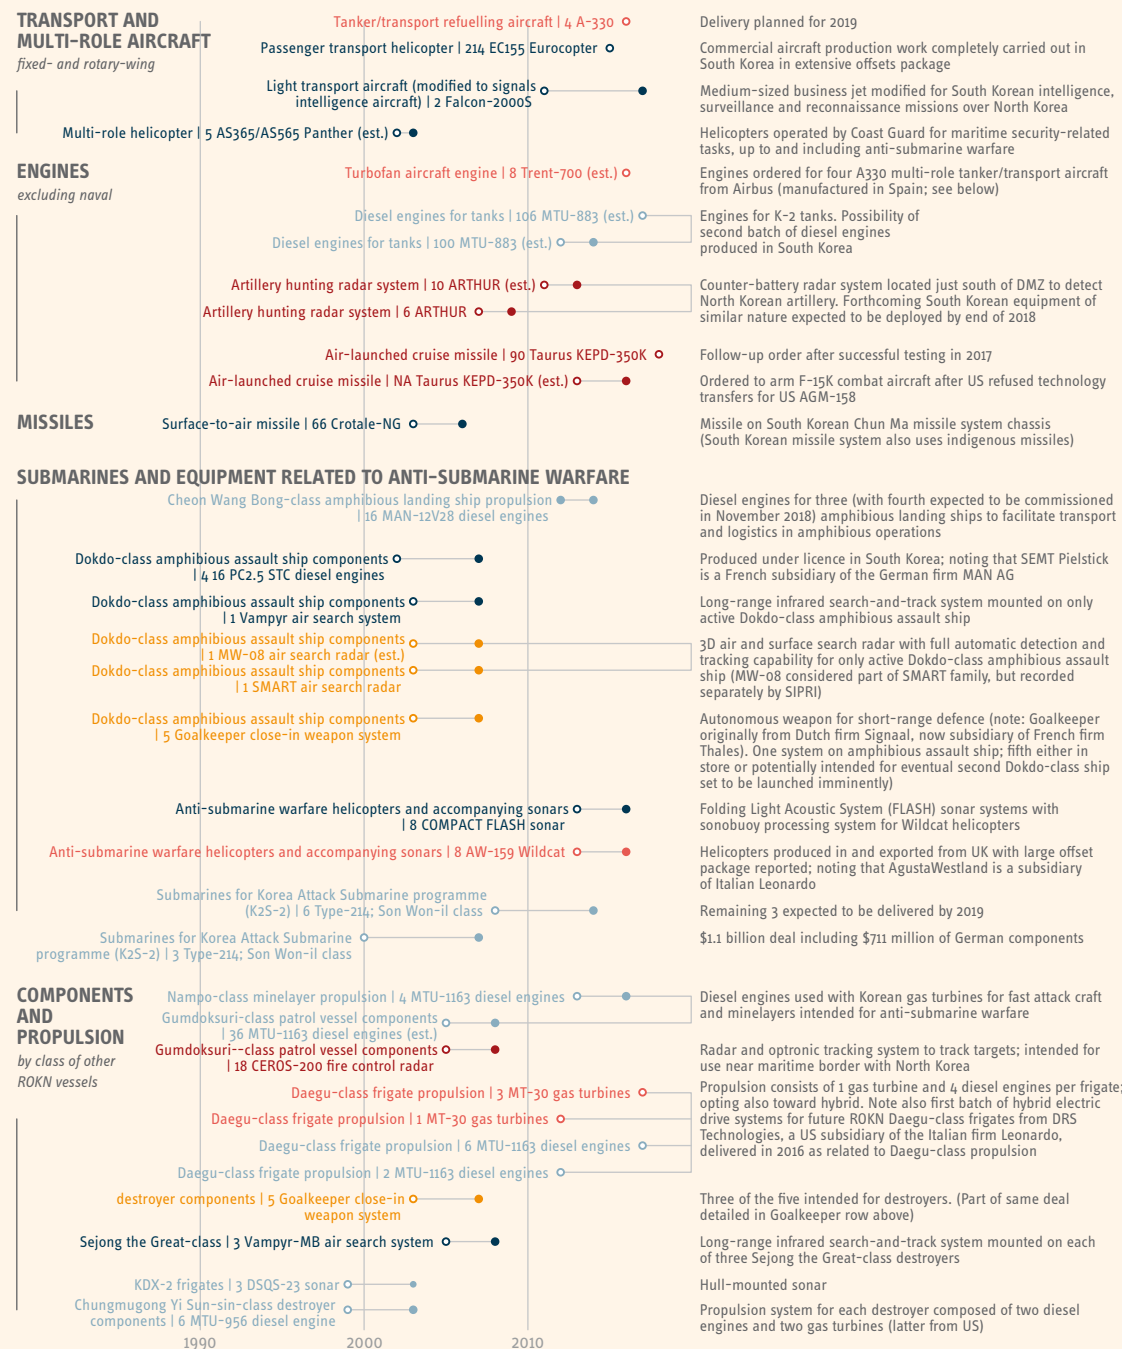 TRANSPORT AND
MULTI-ROLE AIRCRAFT
fixed- and rotary-wing
Tanker/transport refuelling aircraft | 4 A-330
Delivery planned for 2019
Passenger transport helicopter | 214 EC155 Eurocopter
Commercial aircraft production work completely carried out in
South Korea in extensive offsets package
Light transport aircraft (modified to signals
intelligence aircraft) | 2 Falcon-2000S
Medium-sized business jet modified for South Korean intelligence,
surveillance and reconnaissance missions over North Korea
Multi-role helicopter | 5 AS365/AS565 Panther (est.)
Helicopters operated by Coast Guard for maritime security-related
tasks, up to and including anti-submarine warfare
ENGINES
excluding naval
Turbofan aircraft engine | 8 Trent-700 (est.)
Engines ordered for four A330 multi-role tanker/transport aircraft
from Airbus (manufactured in Spain; see below)
Diesel engines for tanks | 106 MTU-883 (est.)
Diesel engines for tanks | 100 MTU-883 (est.)
Engines for K-2 tanks. Possibility of
second batch of diesel engines
produced in South Korea
Artillery hunting radar system | 10 ARTHUR (est.)
Artillery hunting radar system | 6 ARTHUR
Counter-battery radar system located just south of DMZ to detect
North Korean artillery. Forthcoming South Korean equipment of
similar nature expected to be deployed by end of 2018
Air-launched cruise missile | 90 Taurus KEPD-350K
Follow-up order after successful testing in 2017
Air-launched cruise missile | NA Taurus KEPD-350K (est.)
Ordered to arm F-15K combat aircraft after US refused technology
transfers for US AGM-158
MISSILES
Surface-to-air missile | 66 Crotale-NG
Missile on South Korean Chun Ma missile system chassis
(South Korean missile system also uses indigenous missiles)
SUBMARINES AND EQUIPMENT RELATED TO ANTI-SUBMARINE WARFARE
Cheon Wang Bong-class amphibious landing ship propulsion
| 16 MAN-12V28 diesel engines
Diesel engines for three (with fourth expected to be commissioned
in November 2018) amphibious landing ships to facilitate transport
and logistics in amphibious operations
Dokdo-class amphibious assault ship components
| 4 16 PC2.5 STC diesel engines
Produced under licence in South Korea; noting that SEMT Pielstick
is a French subsidiary of the German firm MAN AG
Dokdo-class amphibious assault ship components
| 1 Vampyr air search system
Long-range infrared search-and-track system mounted on only
active Dokdo-class amphibious assault ship
Dokdo-class amphibious assault ship components
| 1 MW-08 air search radar (est.)
Dokdo-class amphibious assault ship components
| 1 SMART air search radar
3D air and surface search radar with full automatic detection and
tracking capability for only active Dokdo-class amphibious assault
ship (MW-08 considered part of SMART family, but recorded
separately by SIPRI)
Dokdo-class amphibious assault ship components
| 5 Goalkeeper close-in weapon system
Autonomous weapon for short-range defence (note: Goalkeeper
originally from Dutch firm Signaal, now subsidiary of French firm
Thales). One system on amphibious assault ship; fifth either in
store or potentially intended for eventual second Dokdo-class ship
set to be launched imminently)
Anti-submarine warfare helicopters and accompanying sonars
| 8 COMPACT FLASH sonar
Folding Light Acoustic System (FLASH) sonar systems with
sonobuoy processing system for Wildcat helicopters
Anti-submarine warfare helicopters and accompanying sonars | 8 AW-159 Wildcat
Helicopters produced in and exported from UK with large offset
package reported; noting that AgustaWestland is a subsidiary
of Italian Leonardo
Submarines for Korea Attack Submarine programme
(K2S-2) | 6 Type-214; Son Won-il class
Remaining 3 expected to be delivered by 2019
Submarines for Korea Attack Submarine
programme (K2S-2) | 3 Type-214; Son Won-il class
$1.1 billion deal including $711 million of German components
COMPONENTS
AND
PROPULSION
by class of other
ROKN vessels
Nampo-class minelayer propulsion | 4 MTU-1163 diesel engines
Gumdoksuri-class patrol vessel components
| 36 MTU-1163 diesel engines (est.)
Diesel engines used with Korean gas turbines for fast attack craft
and minelayers intended for anti-submarine warfare
Gumdoksuri--class patrol vessel components
| 18 CEROS-200 fire control radar
Radar and optronic tracking system to track targets; intended for
use near maritime border with North Korea
Daegu-class frigate propulsion | 3 MT-30 gas turbines
Daegu-class frigate propulsion | 1 MT-30 gas turbines
Daegu-class frigate propulsion | 6 MTU-1163 diesel engines
Daegu-class frigate propulsion | 2 MTU-1163 diesel engines
Propulsion consists of 1 gas turbine and 4 diesel engines per frigate;
opting also toward hybrid. Note also first batch of hybrid electric
drive systems for future ROKN Daegu-class frigates from DRS
Technologies, a US subsidiary of the Italian firm Leonardo,
delivered in 2016 as related to Daegu-class propulsion
destroyer components | 5 Goalkeeper close-in
weapon system
Three of the five intended for destroyers. (Part of same deal
detailed in Goalkeeper row above)
Sejong the Great-class | 3 Vampyr-MB air search system
Long-range infrared search-and-track system mounted on each
of three Sejong the Great-class destroyers
KDX-2 frigates | 3 DSQS-23 sonar
Hull-mounted sonar
Chungmugong Yi Sun-sin-class destroyer
components | 6 MTU-956 diesel engine
Propulsion system for each destroyer composed of two diesel
engines and two gas turbines (latter from US)
1990
2000
2010